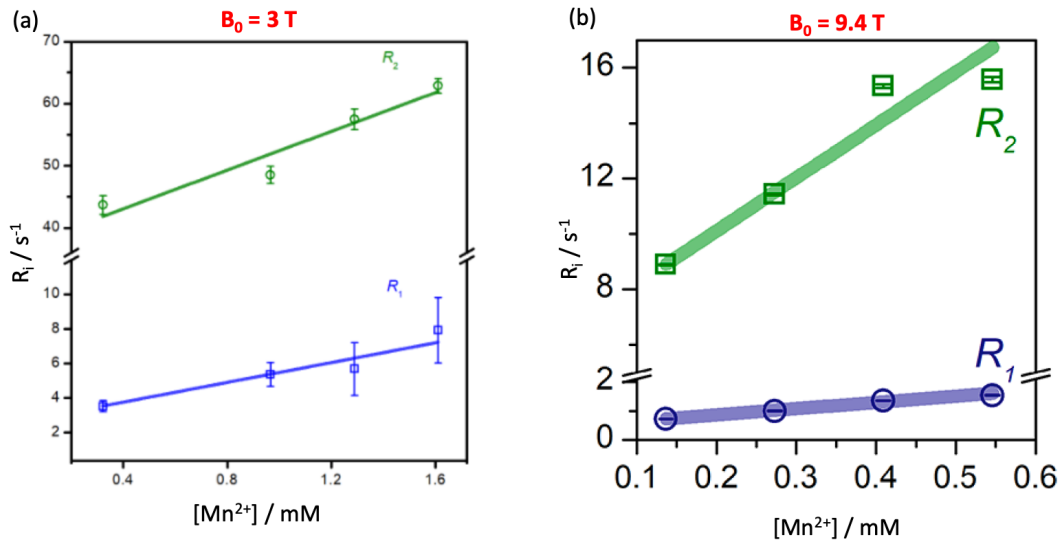 (a)
B₀ = 3 T
70
60
50
40
10
8
6
4
2
Rᵢ / s⁻¹
R₂
R₁
0.4 0.8 1.2 1.6
[Mn²⁺] / mM
(b)
B₀ = 9.4 T
16
12
8
2
2
0
Rᵢ / s⁻¹
R₂
R₁
0.1 0.2 0.3 0.4 0.5 0.6
[Mn²⁺] / mM